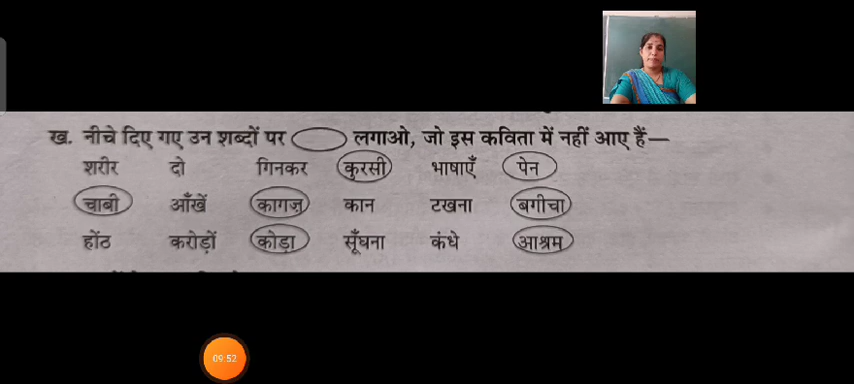 ख. नीचे दिए गए उन शब्दों पर लगाओ, जो इस कविता में नहीं आए हैं—
शरीर दो गिनकर कुरसी भाषाएँ पेन
चाबी आँखें कागज़ कान टखना बगीचा
होंठ करोड़ों कोड़ा सूँघना कंधे आश्रम
09:52